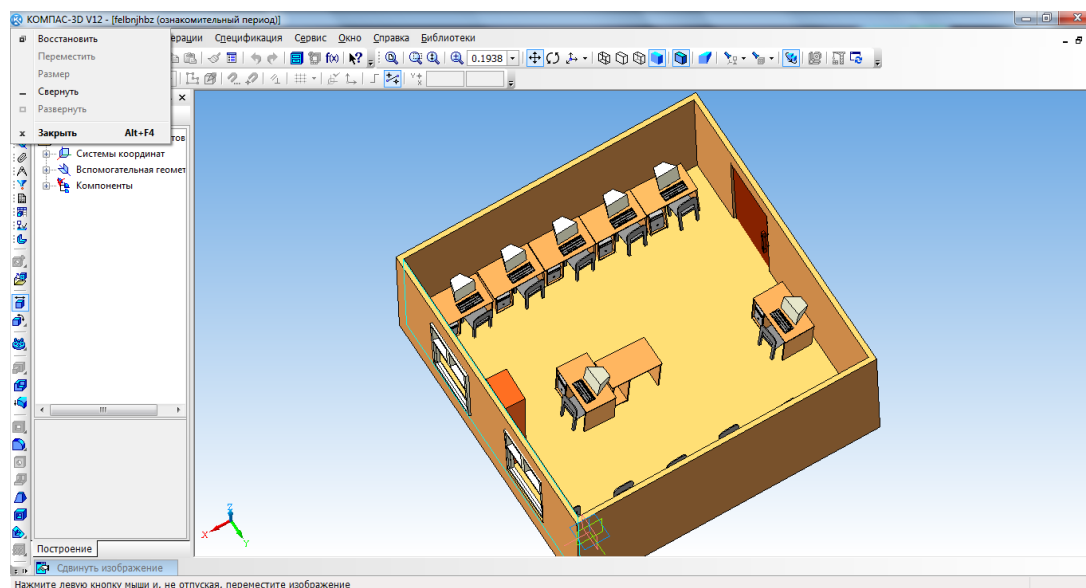 КОМПАС-3D V12 - [felbnjhbz (ознакомительный период)]
Восстановить
Переместить
Размер
Свернуть
Развернуть
Закрыть Alt+F4
ерации Спецификация Сервис Окно Справка Библиотеки
f(x) 0.1938
тов
Системы координат
Вспомогательная геомет
Компоненты
Z
X
Y
Построение
Сдвинуть изображение
Нажмите левую кнопку мыши и, не отпуская, переместите изображение